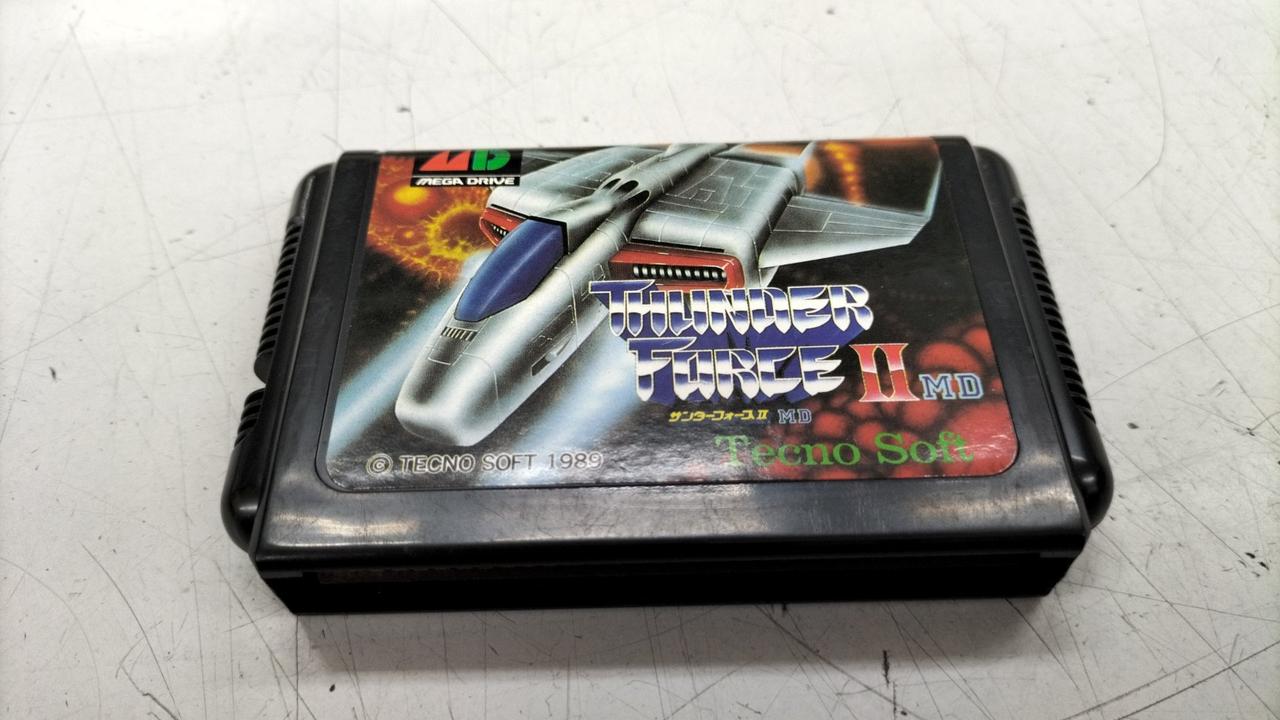 MD
MEGA DRIVE
THUNDER
FORCE II MD
サンダーフォースII MD
Tecno Soft
© TECNO SOFT 1989